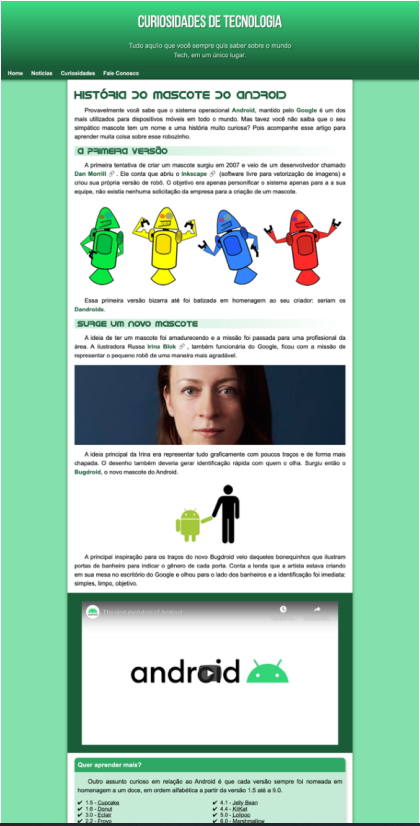 CURIOSIDADES DE TECNOLOGIA
Tudo aquilo que você sempre quis saber sobre o mundo
Tech, em um único lugar.
Home Notícias Curiosidades Fale Conosco
HISTÓRIA DO MASCOTE DO ANDROID
Provavelmente você sabe que o sistema operacional Android, mantido pelo Google é um dos
mais utilizados para dispositivos móveis em todo o mundo. Mas tavez você não saiba que o seu
simpático mascote tem um nome e uma história muito curiosa? Pois acompanhe esse artigo para
aprender muita coisa sobre esse robozinho.
A PRIMEIRA VERSÃO
A primeira tentativa de criar um mascote surgiu em 2007 e veio de um desenvolvedor chamado
Dan Morrill . Ele conta que abriu o Inkscape (software livre para vetorização de imagens) e
criou sua própria versão de robô. O objetivo era apenas personificar o sistema apenas para a a sua
equipe, não existia nenhuma solicitação da empresa para a criação de um mascote.
Essa primeira versão bizarra até foi batizada em homenagem ao seu criador: seriam os
Dandroids.
SURGE UM NOVO MASCOTE
A ideia de ter um mascote foi amadurecendo e a missão foi passada para uma profissional da
área. A ilustradora Russa Irina Blok , também funcionária do Google, ficou com a missão de
representar o pequeno robô de uma maneira mais agradável.
A ideia principal da Irina era representar tudo graficamente com poucos traços e de forma mais
chapada. O desenho também deveria gerar identificação rápida com quem o olha. Surgiu então o
Bugdroid, o novo mascote do Android.
A principal inspiração para os traços do novo Bugdroid veio daqueles bonequinhos que ilustram
portas de banheiro para indicar o gênero de cada porta. Conta a lenda que a artista estava criando
em sua mesa no escritório do Google e olhou para o lado dos banheiros e a identificação foi imediata:
simples, limpo, objetivo.
The next evolution of Android
android
Quer aprender mais?
Outro assunto curioso em relação ao Android é que cada versão sempre foi nomeada em
homenagem a um doce, em ordem alfabética a partir da versão 1.5 até a 9.0.
✔ 1.5 - Cupcake
✔ 1.6 - Donut
✔ 3.0 - Eclair
✔ 2.2 - Froyo
✔ 4.1 - Jelly Bean
✔ 4.4 - KitKat
✔ 5.0 - Lolipop
✔ 6.0 - Marshmallow